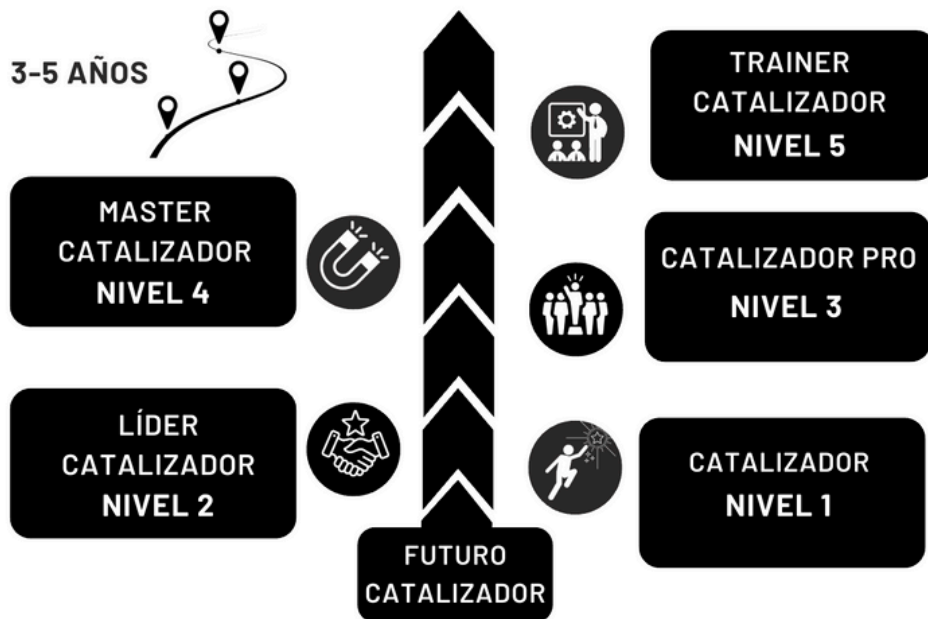 3-5 AÑOS
TRAINER
CATALIZADOR
NIVEL 5
MASTER
CATALIZADOR
NIVEL 4
CATALIZADOR PRO
NIVEL 3
LÍDER
CATALIZADOR
NIVEL 2
CATALIZADOR
NIVEL 1
FUTURO
CATALIZADOR